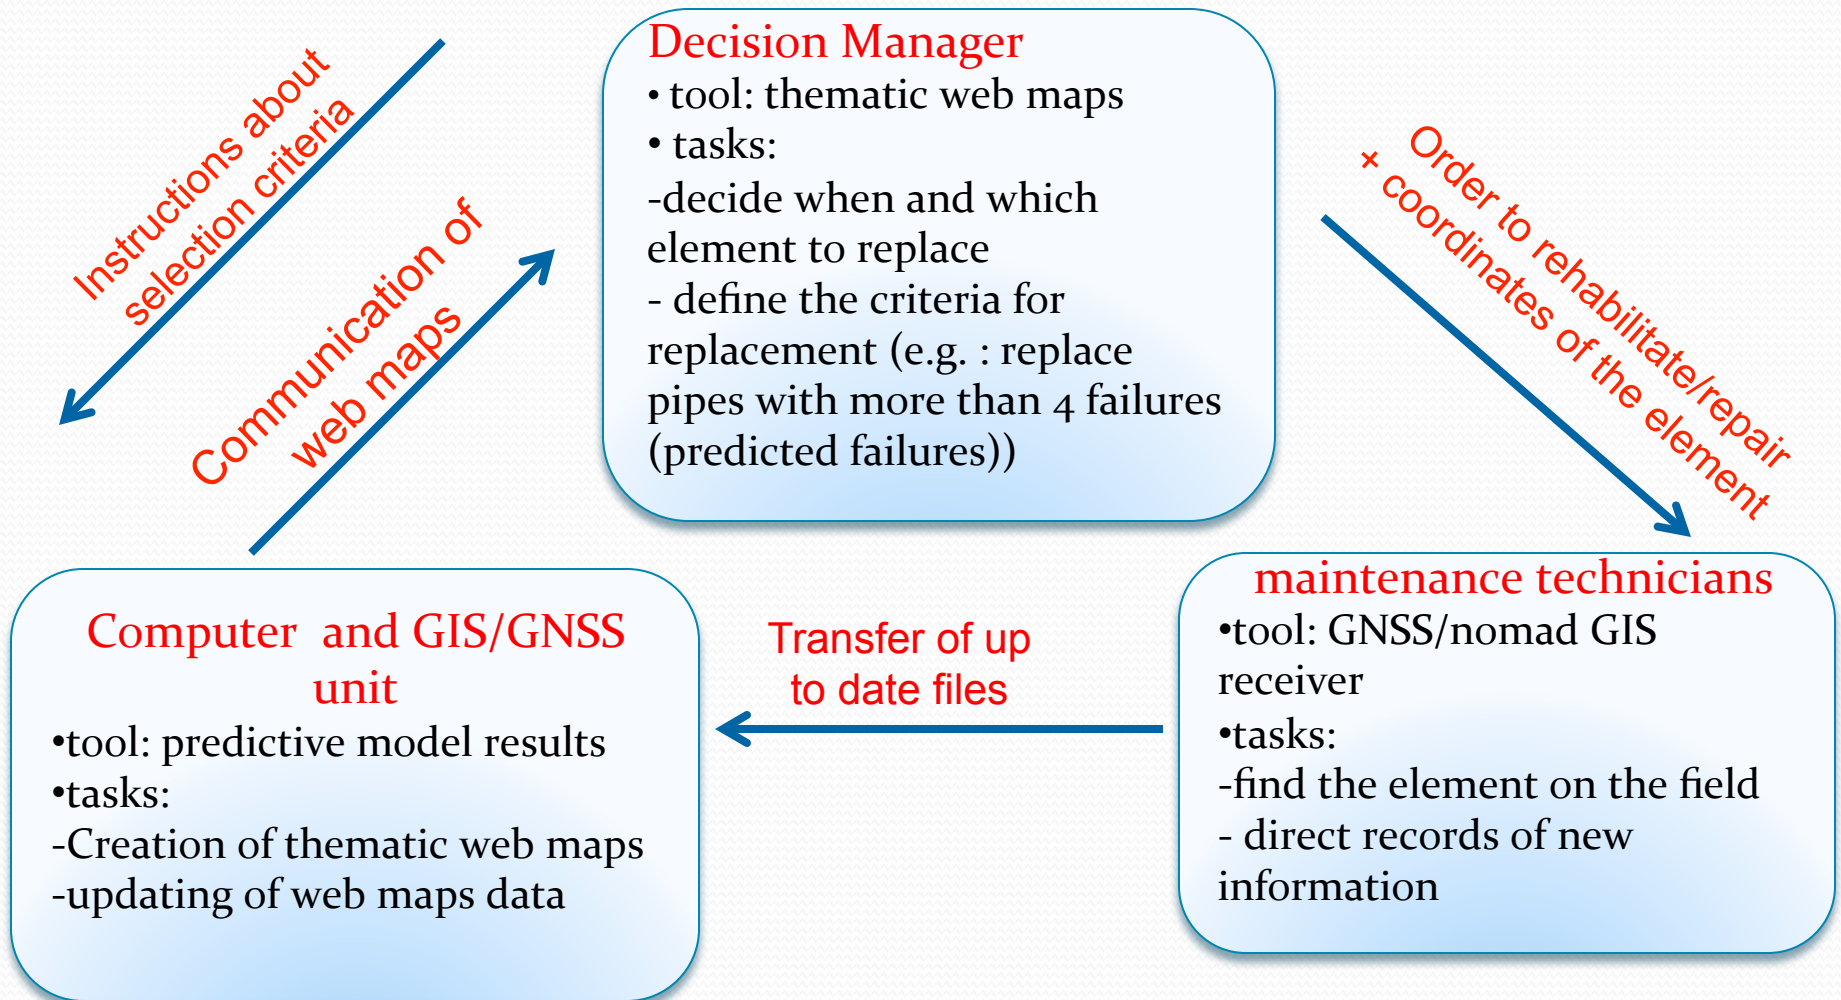 Instructions about
selection criteria
Communication of
web maps
Decision Manager
• tool: thematic web maps
• tasks:
-decide when and which
element to replace
- define the criteria for
replacement (e.g. : replace
pipes with more than 4 failures
(predicted failures))
Order to rehabilitate/repair
+ coordinates of the element
Computer and GIS/GNSS
unit
•tool: predictive model results
•tasks:
-Creation of thematic web maps
-updating of web maps data
Transfer of up
to date files
maintenance technicians
•tool: GNSS/nomad GIS
receiver
•tasks:
-find the element on the field
- direct records of new
information